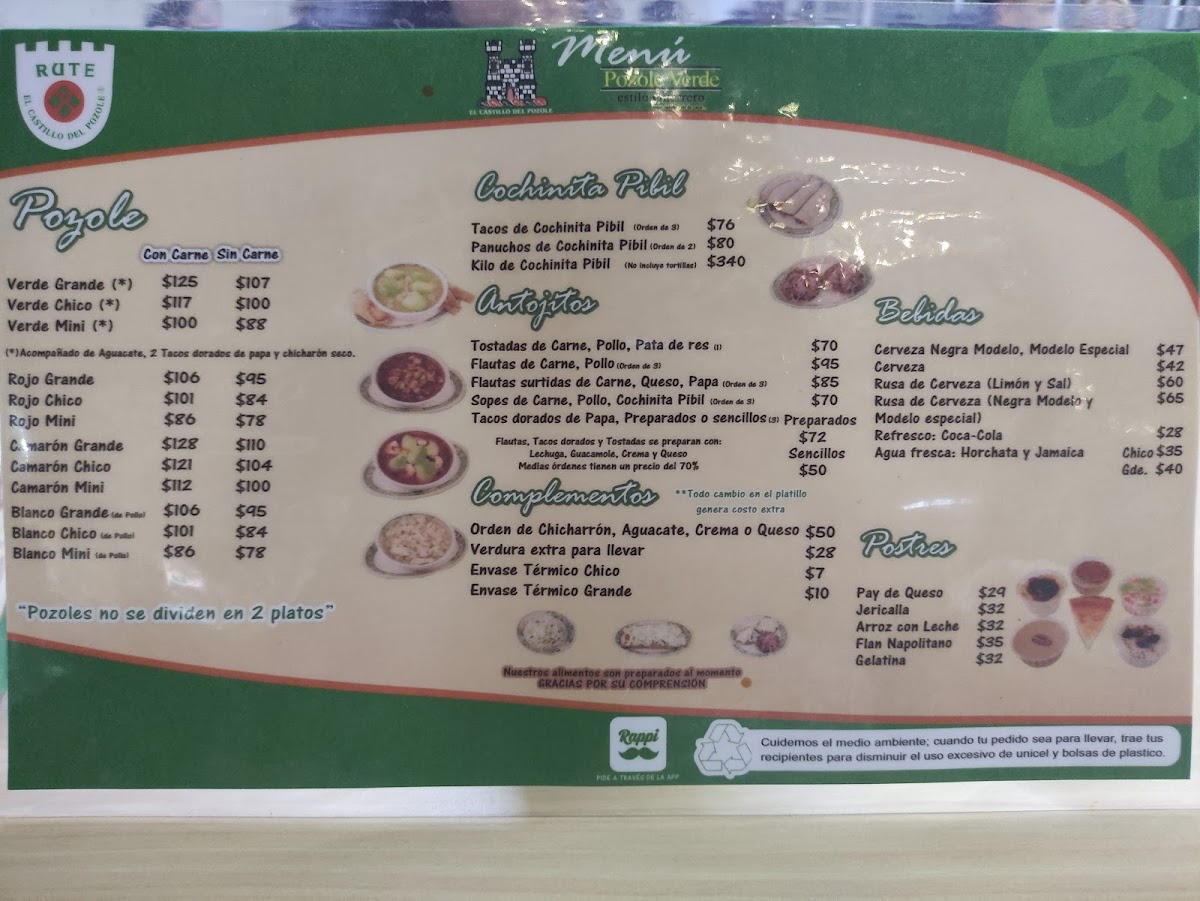 RUTE
EL CASTILLO DEL POZOLE®
EL CASTILLO DEL POZOLE
Menú
Pozole Verde
estilo
Pozole
Con Carne Sin Carne
Verde Grande (*) $125 $107
Verde Chico (*) $117 $100
Verde Mini (*) $100 $88
(*)Acompañado de Aguacate, 2 Tacos dorados de papa y chicharón seco.
Rojo Grande $106 $95
Rojo Chico $101 $84
Rojo Mini $86 $78
Camarón Grande $128 $110
Camarón Chico $121 $104
Camarón Mini $112 $100
Blanco Grande (de Pollo) $106 $95
Blanco Chico (de Pollo) $101 $84
Blanco Mini (de Pollo) $86 $78
"Pozoles no se dividen en 2 platos"
Cochinita Pibil
Tacos de Cochinita Pibil (Orden de 3) $76
Panuchos de Cochinita Pibil (Orden de 2) $80
Kilo de Cochinita Pibil (No incluye tortillas) $340
Antojitos
Tostadas de Carne, Pollo, Pata de res (1) $70
Flautas de Carne, Pollo (Orden de 3) $95
Flautas surtidas de Carne, Queso, Papa (Orden de 3) $85
Sopes de Carne, Pollo, Cochinita Pibil (Orden de 3) $70
Tacos dorados de Papa, Preparados o sencillos (3) Preparados
$72
Sencillos
$50
Flautas, Tacos dorados y Tostadas se preparan con:
Lechuga, Guacamole, Crema y Queso
Medias órdenes tienen un precio del 70%
Complementos
**Todo cambio en el platillo
genera costo extra
Orden de Chicharrón, Aguacate, Crema o Queso $50
Verdura extra para llevar $28
Envase Térmico Chico $7
Envase Térmico Grande $10
Nuestros alimentos son preparados al momento
GRACIAS POR SU COMPRENSIÓN
Bebidas
Cerveza Negra Modelo, Modelo Especial $47
Cerveza $42
Rusa de Cerveza (Limón y Sal) $60
Rusa de Cerveza (Negra Modelo y $65
Modelo especial)
Refresco: Coca-Cola $28
Agua fresca: Horchata y Jamaica Chico $35
Gde. $40
Postres
Pay de Queso $29
Jericalla $32
Arroz con Leche $32
Flan Napolitano $35
Gelatina $32
Rappi
PIDE A TRAVÉS DE LA APP
Cuidemos el medio ambiente; cuando tu pedido sea para llevar, trae tus
recipientes para disminuir el uso excesivo de unicel y bolsas de plastico.